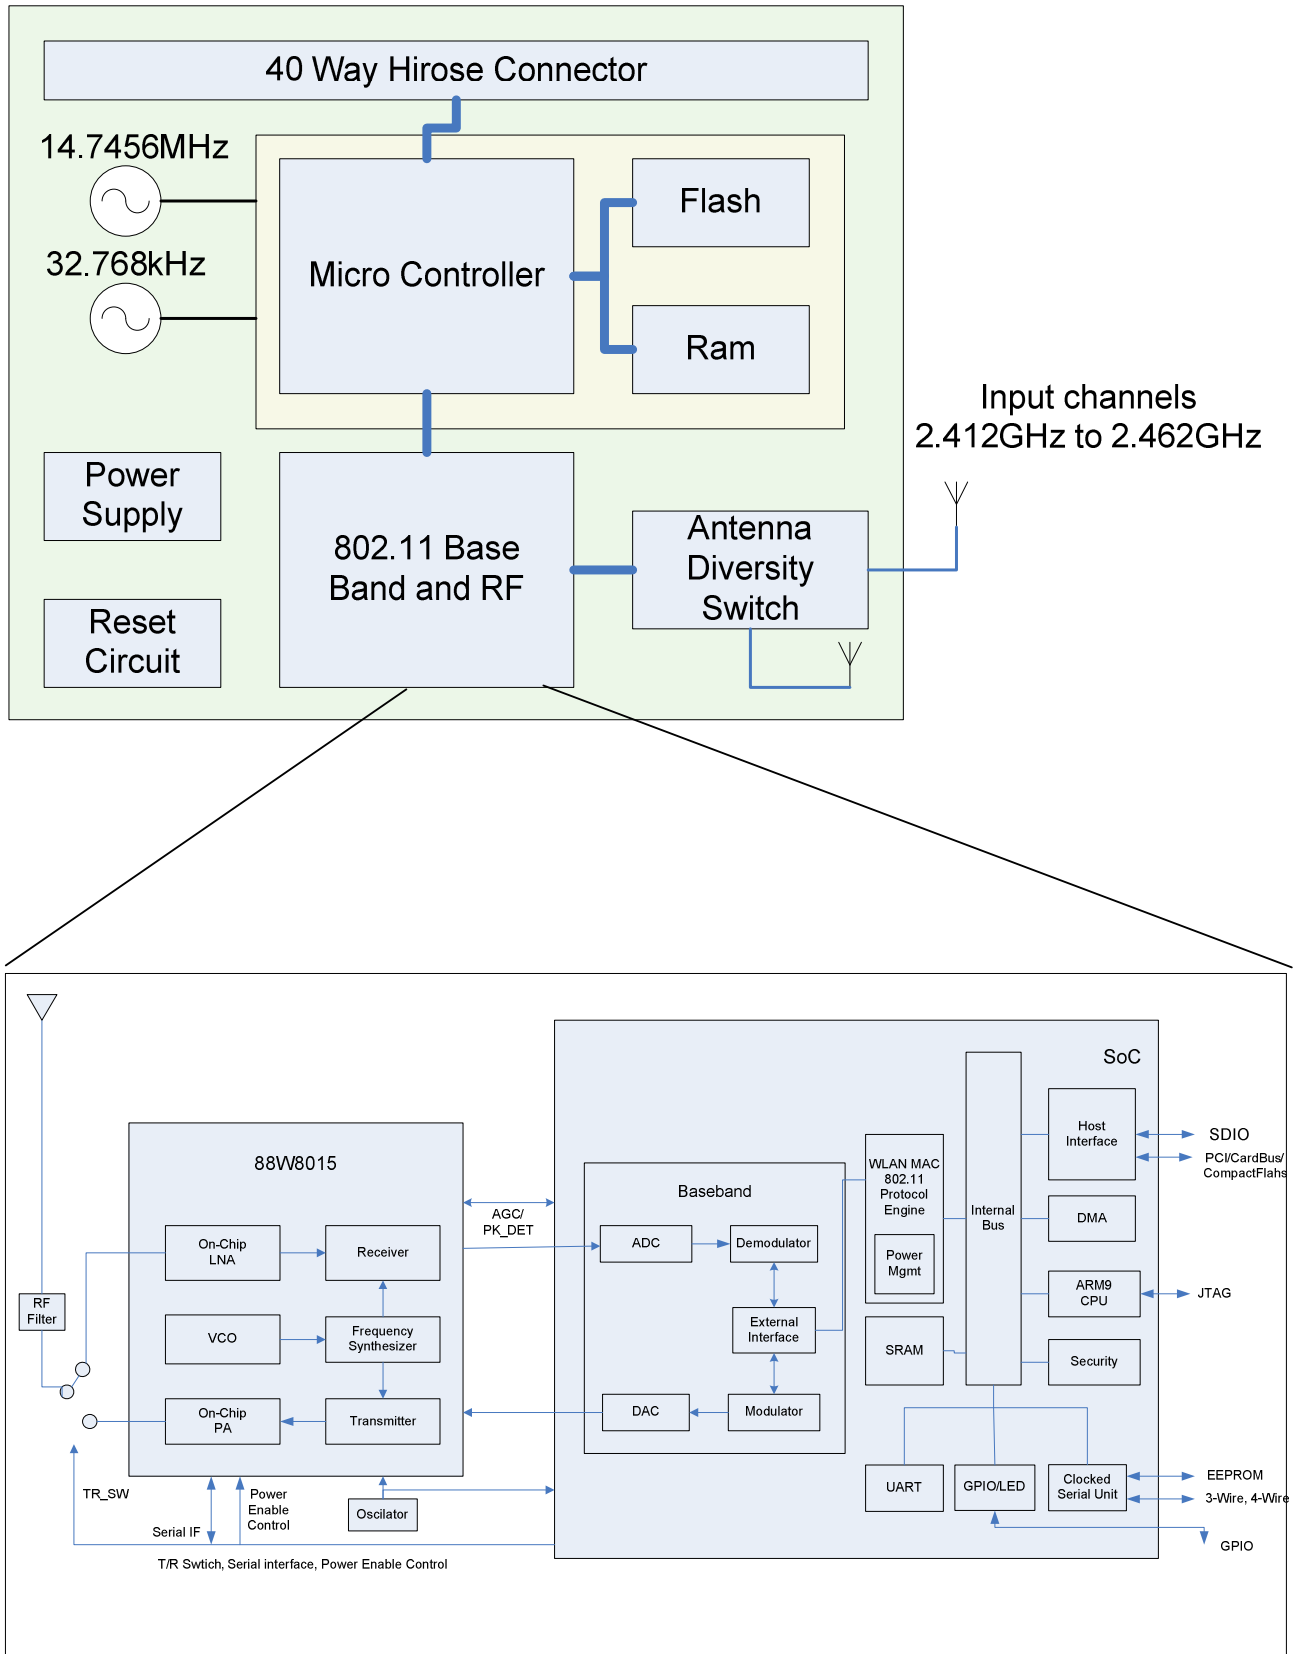 40 Way Hirose Connector
14.7456MHz
32.768kHz
Micro Controller
Flash
Ram
Input channels
2.412GHz to 2.462GHz
Power
Supply
802.11 Base
Band and RF
Antenna
Diversity
Switch
Reset
Circuit
SoC
88W8015
AGC/
PK_DET
Baseband
WLAN MAC
802.11
Protocol
Engine
Power
Mgmt
Internal
Bus
Host
Interface
SDIO
PCI/CardBus/
CompactFlahs
On-Chip
LNA
Receiver
ADC
Demodulator
DMA
RF
Filter
VCO
Frequency
Synthesizer
External
Interface
SRAM
ARM9
CPU
JTAG
Security
On-Chip
PA
Transmitter
DAC
Modulator
TR_SW
Power
Enable
Control
Serial IF
Oscilator
UART
GPIO/LED
Clocked
Serial Unit
EEPROM
3-Wire, 4-Wire
GPIO
T/R Swtich, Serial interface, Power Enable Control